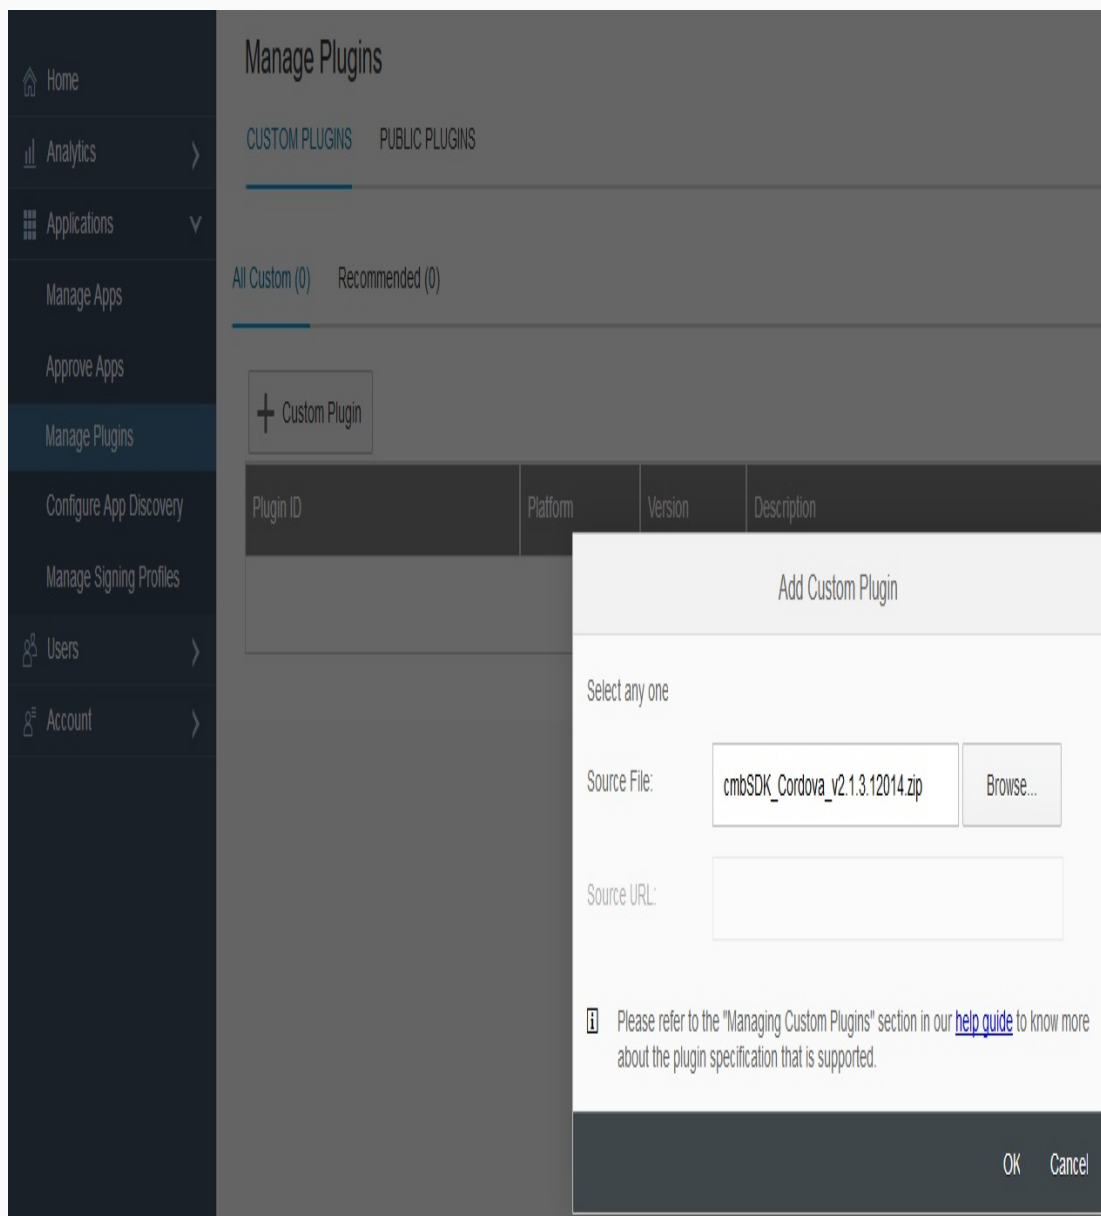 Home
Analytics
Applications
Manage Apps
Approve Apps
Manage Plugins
Configure App Discovery
Manage Signing Profiles
Users
Account
Manage Plugins
CUSTOM PLUGINS PUBLIC PLUGINS
All Custom (0) Recommended (0)
+ Custom Plugin
Plugin ID Platform Version Description
Add Custom Plugin
Select any one
Source File: cmbSDK_Cordova_v2.1.3.12014.zip Browse...
Source URL:
Please refer to the "Managing Custom Plugins" section in our help guide to know more
about the plugin specification that is supported.
OK Cancel